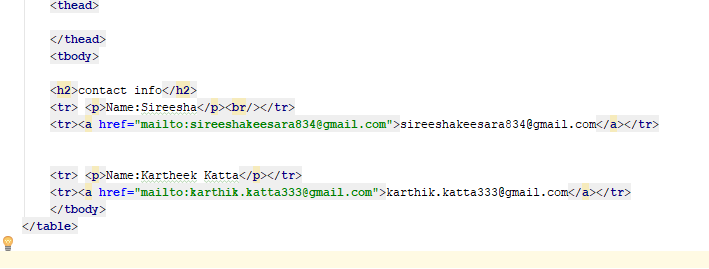 <thead>
</thead>
<tbody>
<h2>contact info</h2>
<tr> <p>Name:Sireesha</p><br/></tr>
<tr><a href="mailto:sireeshakeesara834@gmail.com">sireeshakeesara834@gmail.com</a></tr>
<tr> <p>Name:Kartheek Katta</p></tr>
<tr><a href="mailto:karthik.katta333@gmail.com">karthik.katta333@gmail.com</a></tr>
</tbody>
</table>